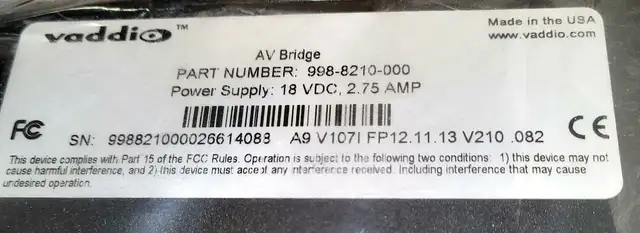 vaddio™
Made in the USA
www.vaddio.com
AV Bridge
PART NUMBER: 998-8210-000
Power Supply: 18 VDC, 2.75 AMP
FC
SN: 998821000026614088 A9 V107I FP12.11.13 V210 .082 CE
This device complies with Part 15 of the FCC Rules. Operation is subject to the following two conditions: 1) this device may not
cause harmful interference, and 2) this device must accept any interference received. Including interference that may cause
undesired operation.